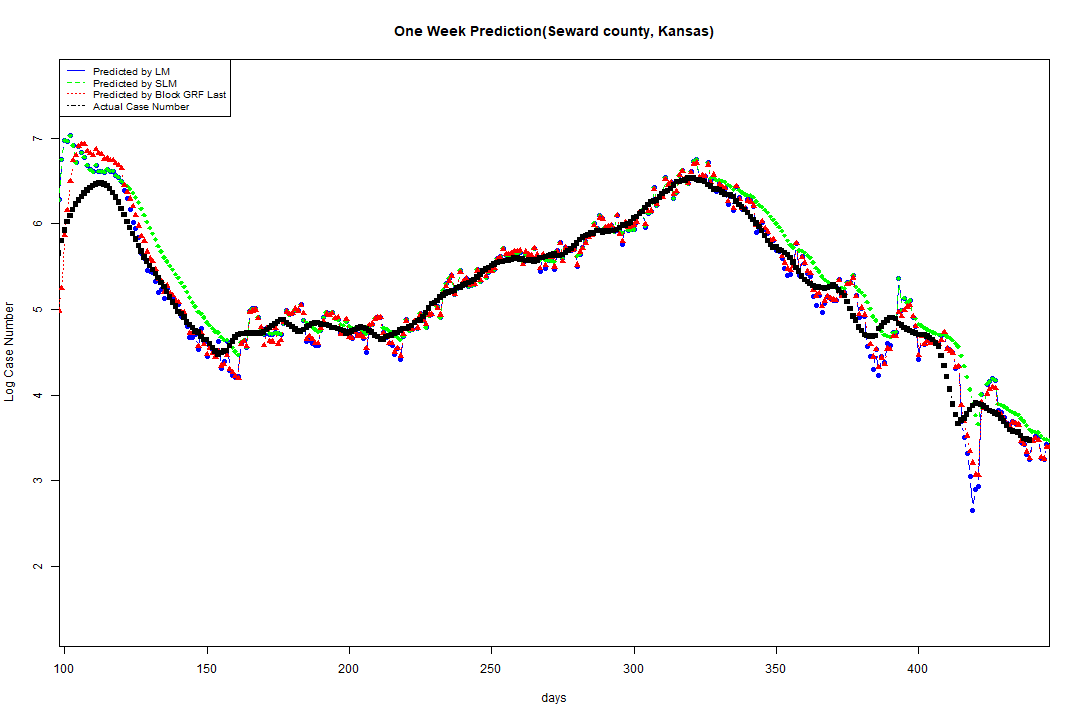 One Week Prediction(Seward county, Kansas)
Predicted by LM
Predicted by SLM
Predicted by Block GRF Last
Actual Case Number
7
6
5
4
3
2
Log Case Number
100 150 200 250 300 350 400
days